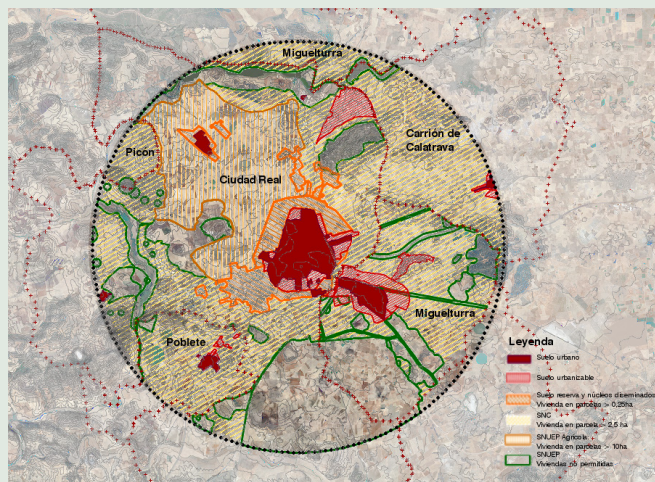 Miguelturra
Carrión de
Calatrava
Picón
Ciudad Real
Miguelturra
Poblete
Leyenda
Suelo urbano
Suelo urbanizable
Suelo reserva y núcleos diseminados
Vivienda en parcelas > 0,25ha
SNC
Vivienda en parcela > 2,5 ha
SNUEP Agrícola
Vivienda en parcelas > 10ha
SNUEP
Viviendas no permitidas